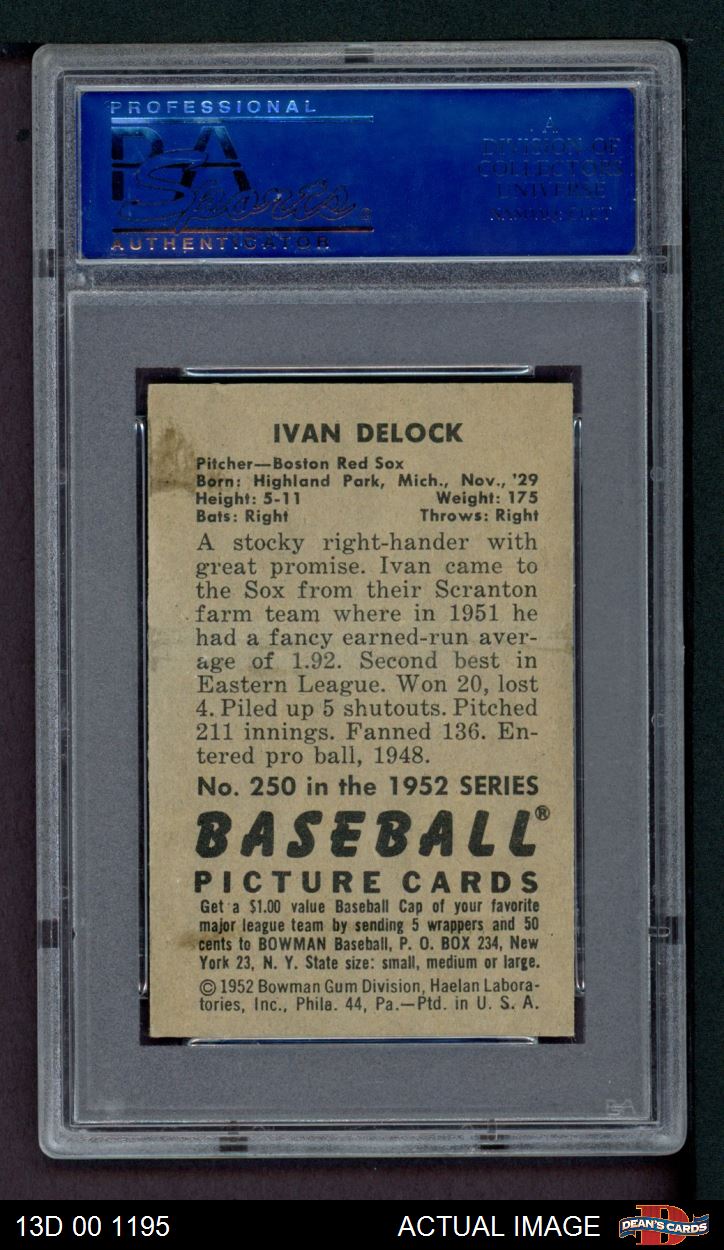 PROFESSIONAL
PSA
Sports
AUTHENTICATOR
A
DIVISION OF
COLLECTORS
UNIVERSE
NASDAQ: CLCT
IVAN DELOCK
Pitcher—Boston Red Sox
Born: Highland Park, Mich., Nov., '29
Height: 5-11 Weight: 175
Bats: Right Throws: Right
A stocky right-hander with
great promise. Ivan came to
the Sox from their Scranton
farm team where in 1951 he
had a fancy earned-run aver-
age of 1.92. Second best in
Eastern League. Won 20, lost
4. Piled up 5 shutouts. Pitched
211 innings. Fanned 136. En-
tered pro ball, 1948.
No. 250 in the 1952 SERIES
BASEBALL®
PICTURE CARDS
Get a $1.00 value Baseball Cap of your favorite
major league team by sending 5 wrappers and 50
cents to BOWMAN Baseball, P. O. BOX 234, New
York 23, N. Y. State size: small, medium or large.
© 1952 Bowman Gum Division, Haelan Labora-
tories, Inc., Phila. 44, Pa.—Ptd. in U. S. A.
PSA
13D 00 1195 ACTUAL IMAGE DEAN'S CARDS